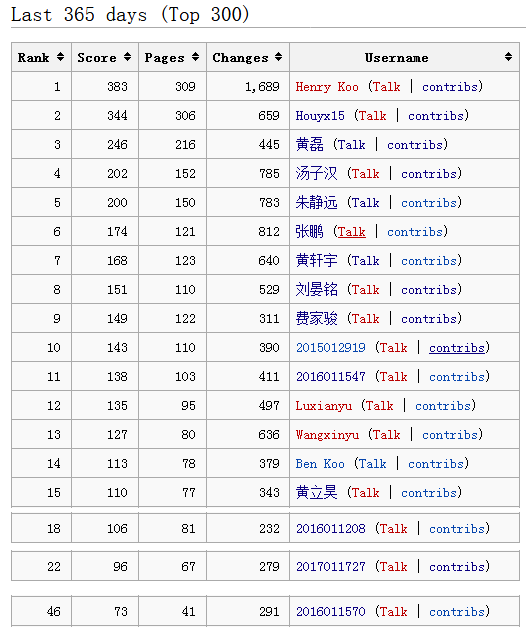 Last 365 days (Top 300)
Rank Score Pages Changes Username
1 383 309 1,689 Henry Koo (Talk | contribs)
2 344 306 659 Houyx15 (Talk | contribs)
3 246 216 445 黄磊 (Talk | contribs)
4 202 152 785 汤子汉 (Talk | contribs)
5 200 150 783 朱静远 (Talk | contribs)
6 174 121 812 张鹏 (Talk | contribs)
7 168 123 640 黄轩宇 (Talk | contribs)
8 151 110 529 刘晏铭 (Talk | contribs)
9 149 122 311 费家骏 (Talk | contribs)
10 143 110 390 2015012919 (Talk | contribs)
11 138 103 411 2016011547 (Talk | contribs)
12 135 95 497 Luxianyu (Talk | contribs)
13 127 80 636 Wangxinyu (Talk | contribs)
14 113 78 379 Ben Koo (Talk | contribs)
15 110 77 343 黄立昊 (Talk | contribs)
18 106 81 232 2016011208 (Talk | contribs)
22 96 67 279 2017011727 (Talk | contribs)
46 73 41 291 2016011570 (Talk | contribs)